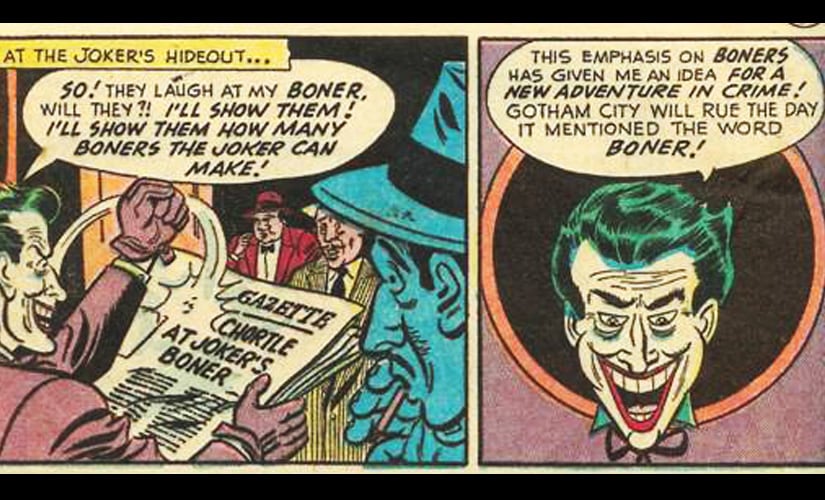 AT THE JOKER'S HIDEOUT...
SO! THEY LAUGH AT MY BONER,
WILL THEY?! I'LL SHOW THEM!
I'LL SHOW THEM HOW MANY
BONERS THE JOKER CAN
MAKE!
GAZETTE
CHORTLE
AT JOKER'S
BONER
THIS EMPHASIS ON BONERS
HAS GIVEN ME AN IDEA FOR A
NEW ADVENTURE IN CRIME!
GOTHAM CITY WILL RUE THE DAY
IT MENTIONED THE WORD
BONER!